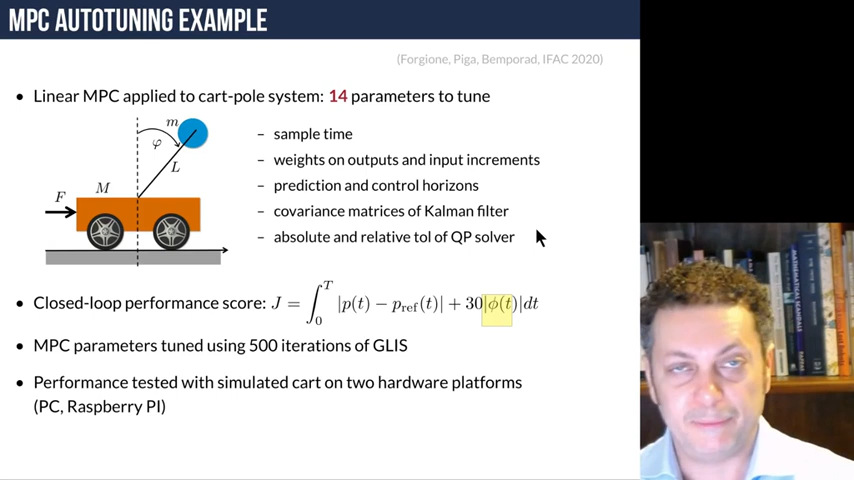 MPC AUTOTUNING EXAMPLE
(Forgione, Piga, Bemporad, IFAC 2020)
• Linear MPC applied to cart-pole system: 14 parameters to tune
m
φ
L
F
M
– sample time
– weights on outputs and input increments
– prediction and control horizons
– covariance matrices of Kalman filter
– absolute and relative tol of QP solver
• Closed-loop performance score: J = ∫₀ᵀ |p(t) − p_ref(t)| + 30|ϕ(t)|dt
• MPC parameters tuned using 500 iterations of GLIS
• Performance tested with simulated cart on two hardware platforms
(PC, Raspberry PI)